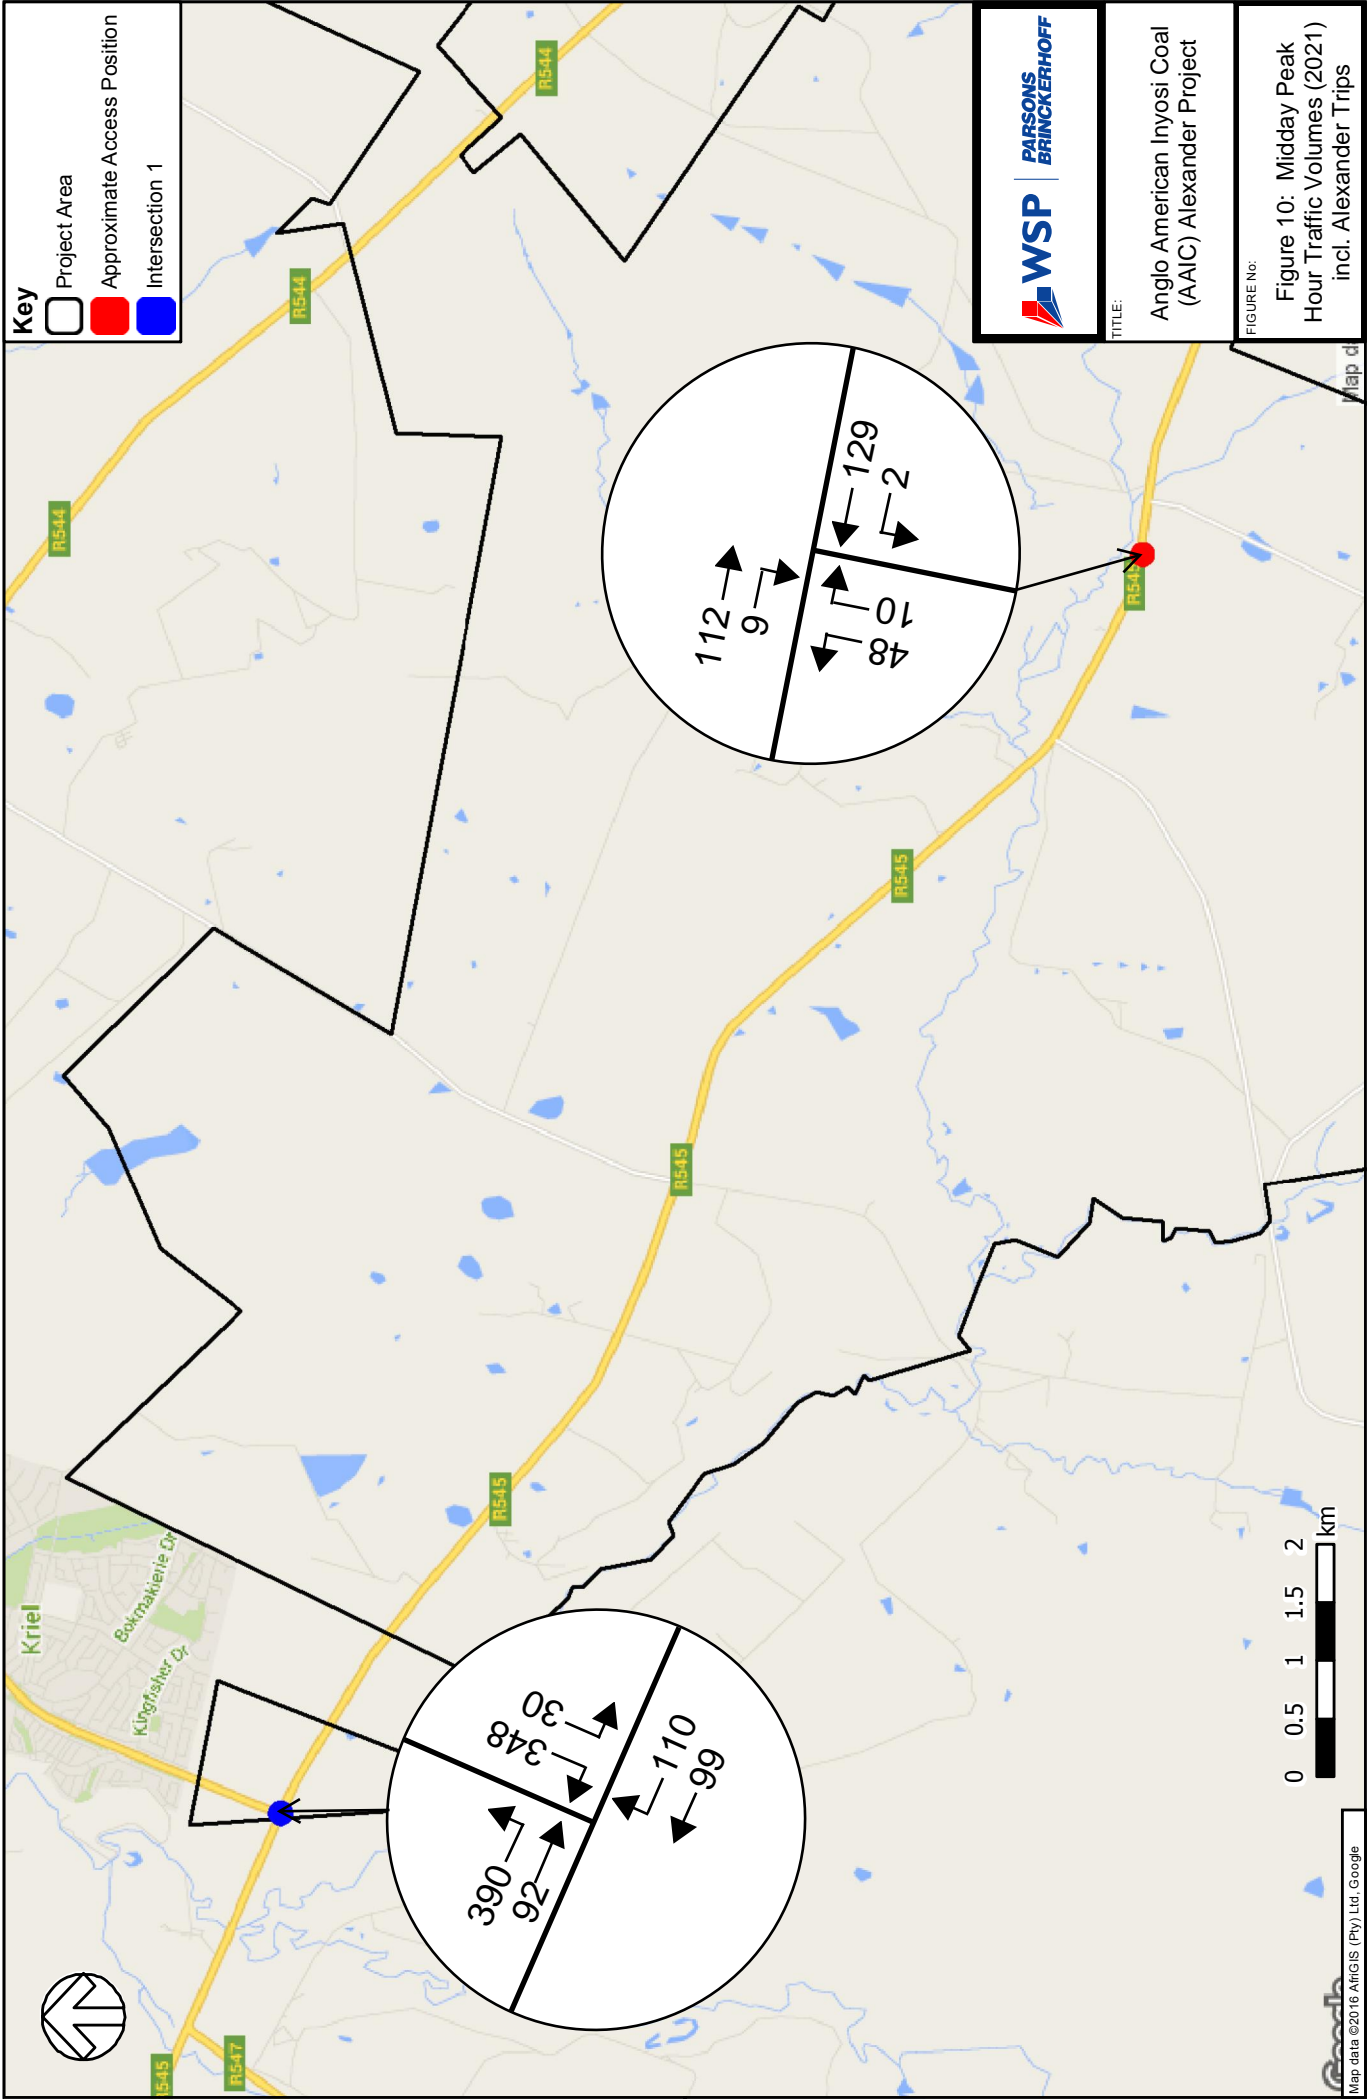 Key
Project Area
Approximate Access Position
Intersection 1
R544
R544
R544
Kriel
Bokmakierie Dr
Kingfisher Dr
R545
R547
R545
R545
R545
390
92
348
30
110
99
112
9
129
2
10
48
0 0.5 1 1.5 2
km
WSP
PARSONS
BRINCKERHOFF
TITLE:
Anglo American Inyosi Coal
(AAIC) Alexander Project
FIGURE No:
Figure 10: Midday Peak
Hour Traffic Volumes (2021)
incl. Alexander Trips
Map data ©2016 AfriGIS (Pty) Ltd, Google